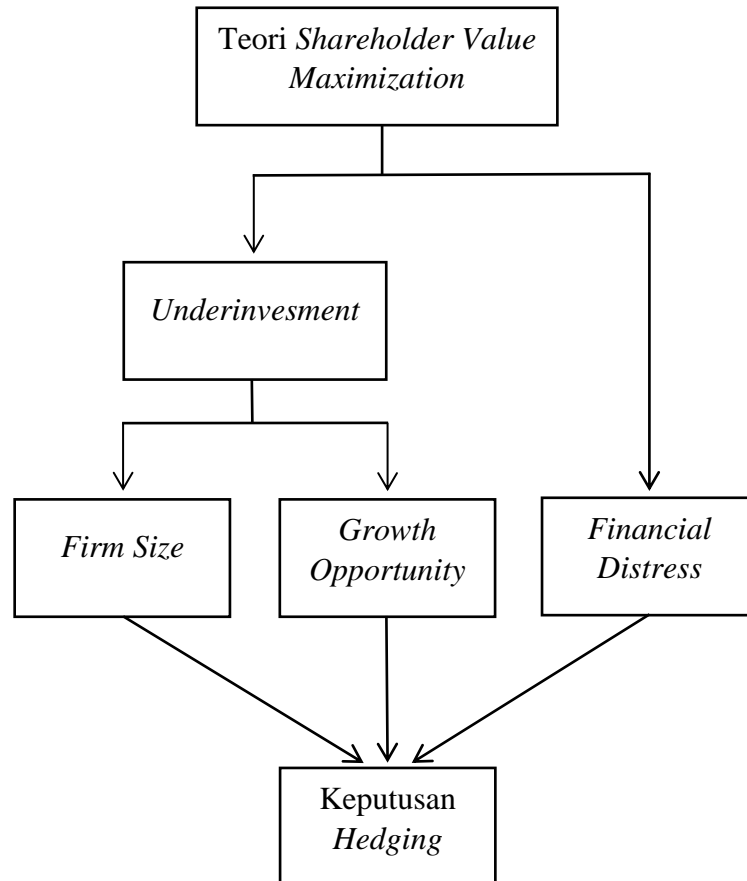 Teori Shareholder Value
Maximization
Underinvesment
Firm Size
Growth
Opportunity
Financial
Distress
Keputusan
Hedging